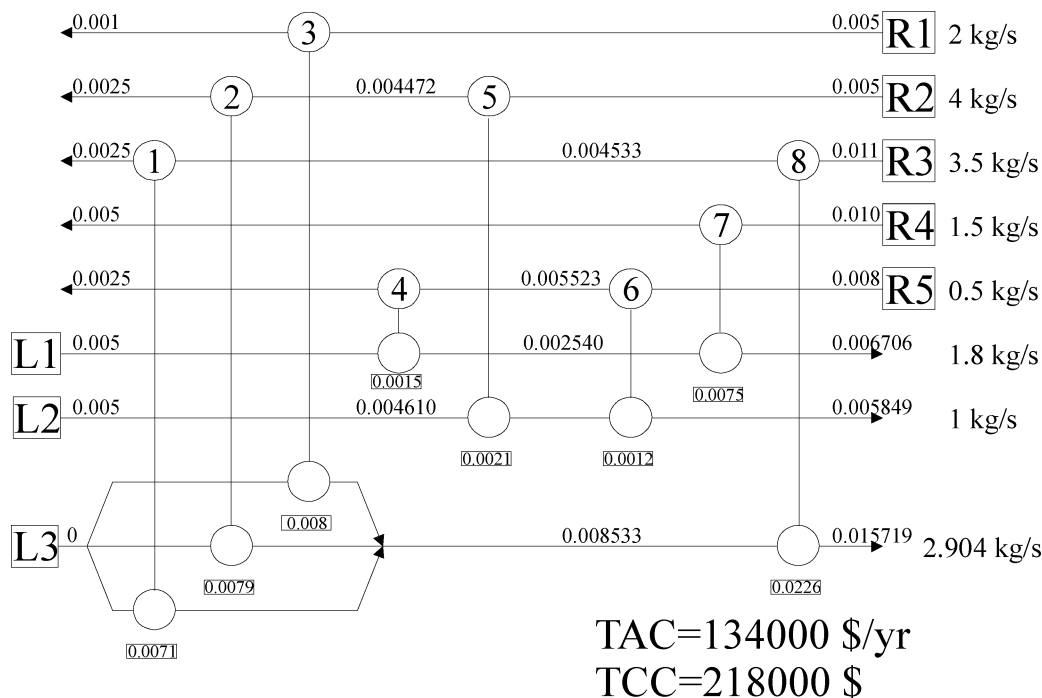 0.001 3 0.005 R1 2 kg/s
0.0025 2 0.004472 5 0.005 R2 4 kg/s
0.0025 1 0.004533 8 0.011 R3 3.5 kg/s
0.005 7 0.010 R4 1.5 kg/s
0.0025 4 0.005523 6 0.008 R5 0.5 kg/s
L1 0.005 0.002540 0.006706 1.8 kg/s
0.0015 0.0075
L2 0.005 0.004610 0.005849 1 kg/s
0.0021 0.0012
0.008
L3 0 0.008533 0.015719 2.904 kg/s
0.0079 0.0226
0.0071
TAC=134000 $/yr
TCC=218000 $